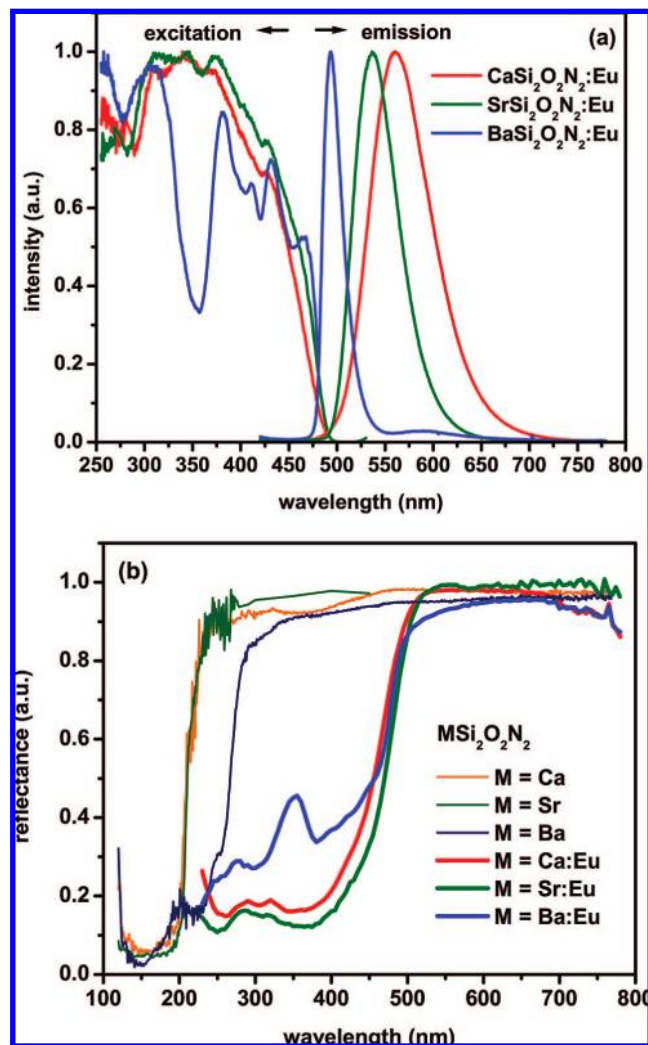 excitation ← → emission (a)
CaSi₂O₂N₂:Eu
SrSi₂O₂N₂:Eu
BaSi₂O₂N₂:Eu
intensity (a.u.)
1.0
0.8
0.6
0.4
0.2
0.0
250 300 350 400 450 500 550 600 650 700 750 800
wavelength (nm)
(b)
reflectance (a.u.)
1.0
0.8
0.6
0.4
0.2
0.0
MSi₂O₂N₂
M = Ca
M = Sr
M = Ba
M = Ca:Eu
M = Sr:Eu
M = Ba:Eu
100 200 300 400 500 600 700 800
wavelength (nm)